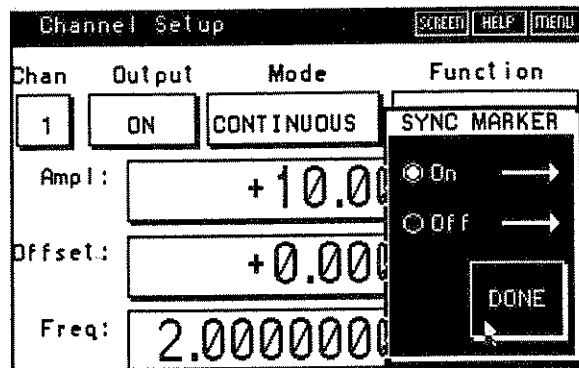 Channel Setup SCREEN HELP MENU
Chan Output Mode Function
1 ON CONTINUOUS
SYNC MARKER
Ampl: +10.00
On
Off
Offset: +0.000
DONE
Freq: 2.0000000